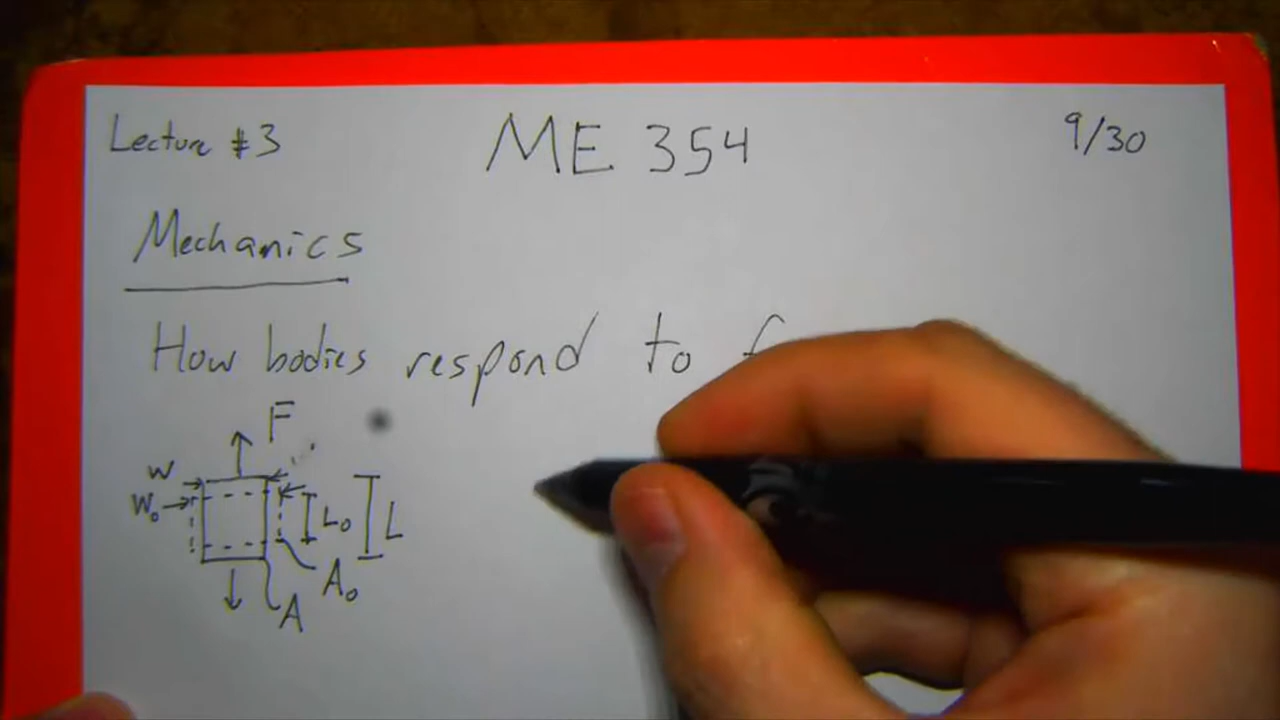 Lecture #3 ME 354 9/30
Mechanics
How bodies respond to
F
W
W₀
L₀ L
A₀
A